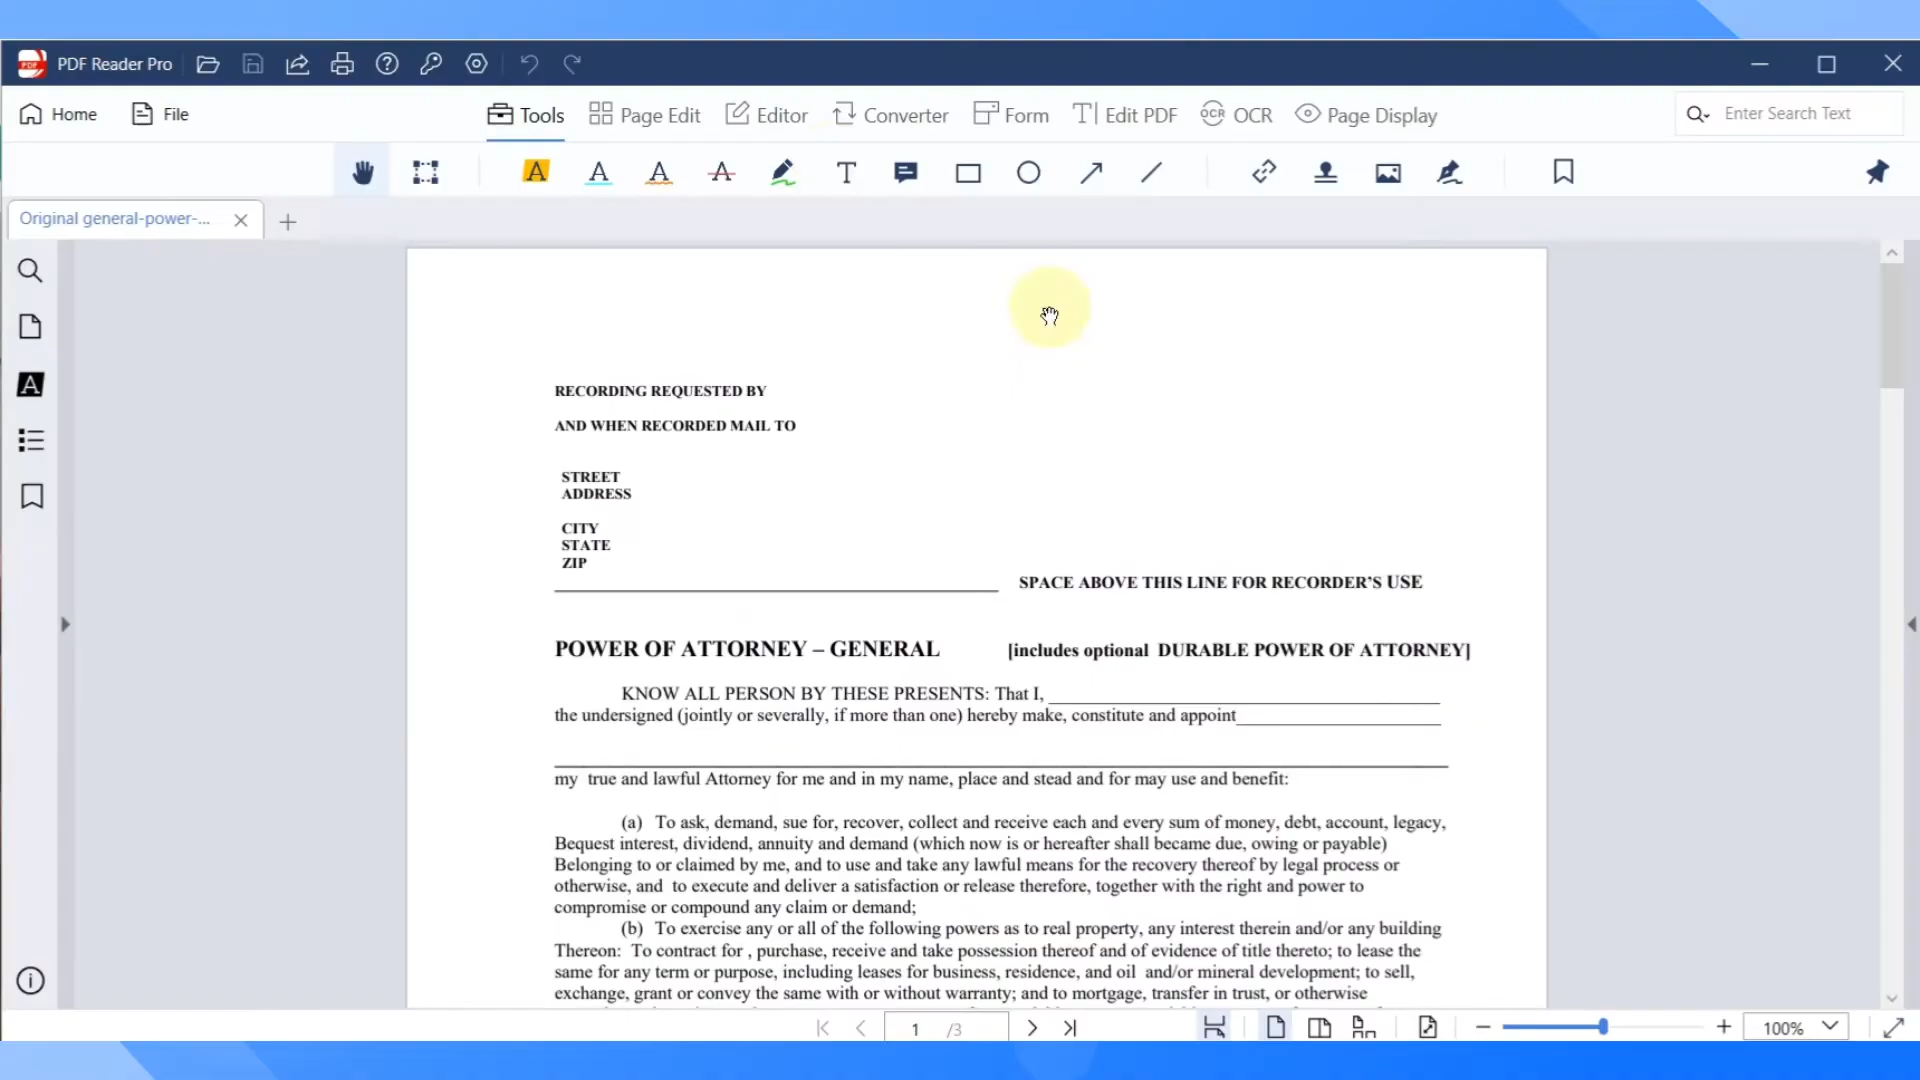 PDF Reader Pro
Home
File
Tools
Page Edit
Editor
Converter
Form
Edit PDF
OCR
Page Display
Enter Search Text
Original general-power-...
RECORDING REQUESTED BY
AND WHEN RECORDED MAIL TO
STREET
ADDRESS
CITY
STATE
ZIP
SPACE ABOVE THIS LINE FOR RECORDER'S USE
POWER OF ATTORNEY – GENERAL [includes optional DURABLE POWER OF ATTORNEY]
KNOW ALL PERSON BY THESE PRESENTS: That I,
the undersigned (jointly or severally, if more than one) hereby make, constitute and appoint
my true and lawful Attorney for me and in my name, place and stead and for may use and benefit:
(a) To ask, demand, sue for, recover, collect and receive each and every sum of money, debt, account, legacy,
Bequest interest, dividend, annuity and demand (which now is or hereafter shall became due, owing or payable)
Belonging to or claimed by me, and to use and take any lawful means for the recovery thereof by legal process or
otherwise, and to execute and deliver a satisfaction or release therefore, together with the right and power to
compromise or compound any claim or demand;
(b) To exercise any or all of the following powers as to real property, any interest therein and/or any building
Thereon: To contract for , purchase, receive and take possession thereof and of evidence of title thereto; to lease the
same for any term or purpose, including leases for business, residence, and oil and/or mineral development; to sell,
exchange, grant or convey the same with or without warranty; and to mortgage, transfer in trust, or otherwise
1 /3
100%